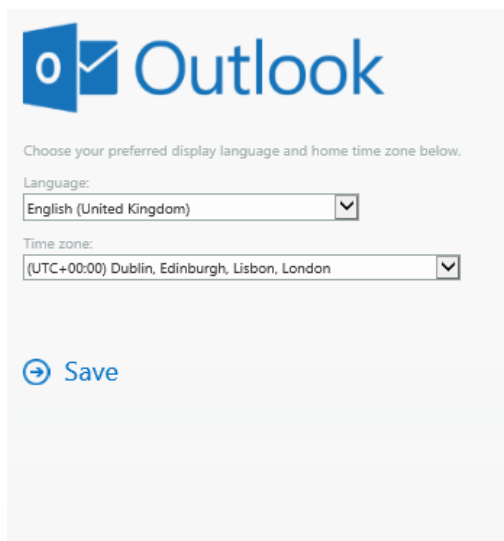 Outlook
Choose your preferred display language and home time zone below.
Language:
English (United Kingdom)
Time zone:
(UTC+00:00) Dublin, Edinburgh, Lisbon, London
Save